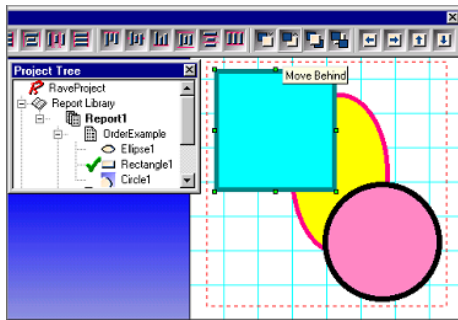 Project Tree
Move Behind
RaveProject
Report Library
Report1
OrderExample
Ellipse1
Rectangle1
Circle1